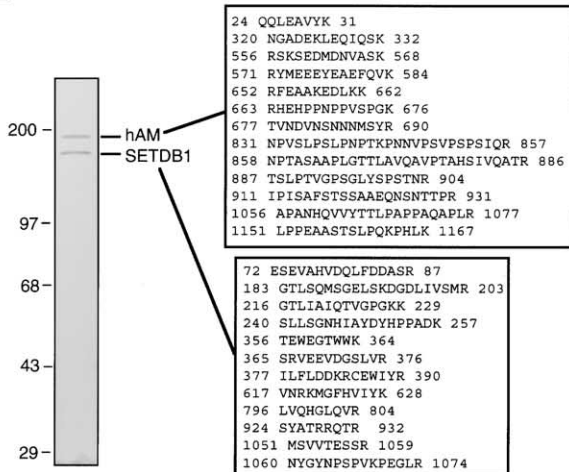 24 QQLEAVYK 31
320 NGADEKLEQIQSK 332
556 RSKSEDMDNVASK 568
571 RYMEEEYEAEFQVK 584
652 RFEAAKEDLKK 662
663 RHEHPPNPPVSPGK 676
677 TVNDVNSNNNMSYR 690
831 NPVSLPSLPNPTKPNNVPSVPSPSIQR 857
858 NPTASAAPLGTTLAVQAVPTAHSIVQATR 886
887 TSLPTVGPSGLYSPSTNR 904
911 IPISAFSTSSAAEQNSNTTPR 931
1056 APANHQVVYTTLPAPPAQAPLR 1077
1151 LPPEAASTSLPQKPHLK 1167
200
hAM
SETDB1
97
68
43
29
72 ESEVAHVDQLFDDASR 87
183 GTLSQMSGELSKDGDLIVSMR 203
216 GTLIAIQTVGPGKK 229
240 SLLSGNHIAYDYHPPADK 257
356 TEWEGTWWK 364
365 SRVEEVDGSLVR 376
377 ILFLDDKRCEWIYR 390
617 VNRKMGFHVIYK 628
796 LVQHGLQVR 804
924 SYATRRQTR 932
1051 MSVVTESSR 1059
1060 NYGYNPSPVKPEGLR 1074